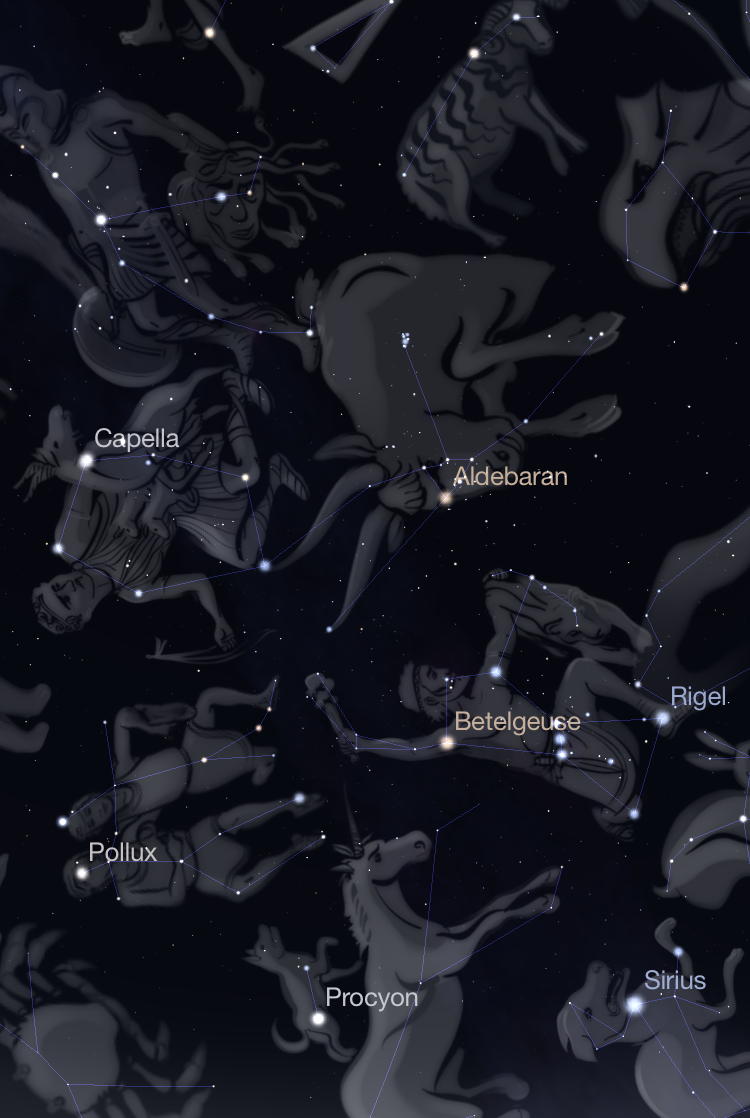 Capella
Aldebaran
Rigel
Betelgeuse
Pollux
Sirius
Procyon